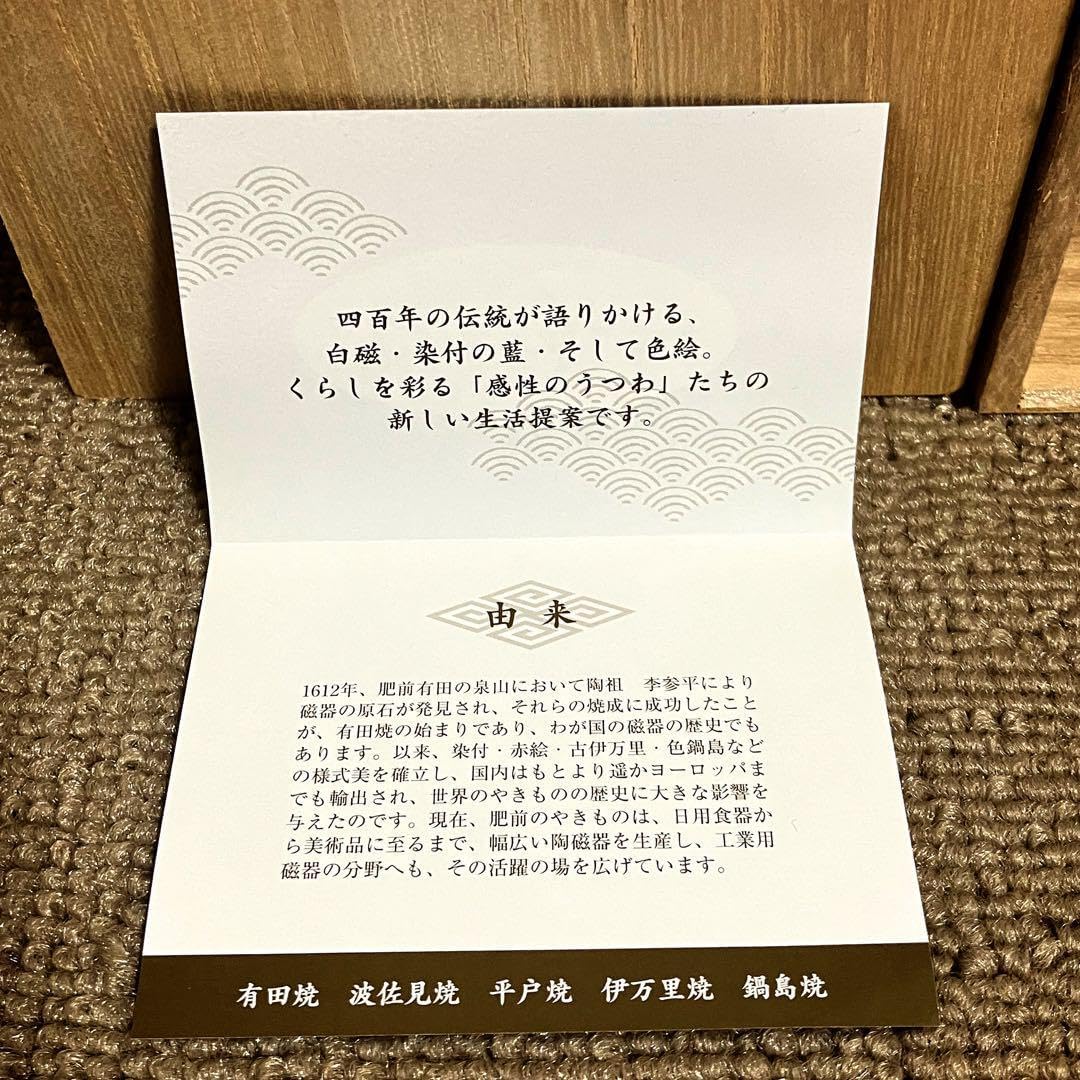 四百年の伝統が語りかける、
白磁・染付の藍・そして色絵。
くらしを彩る「感性のうつわ」たちの
新しい生活提案です。
由来
1612年、肥前有田の泉山において陶祖　李参平により
磁器の原石が発見され、それらの焼成に成功したこと
が、有田焼の始まりであり、わが国の磁器の歴史でも
あります。以来、染付・赤絵・古伊万里・色鍋島など
の様式美を確立し、国内はもとより遥かヨーロッパま
でも輸出され、世界のやきものの歴史に大きな影響を
与えたのです。現在、肥前のやきものは、日用食器か
ら美術品に至るまで、幅広い陶磁器を生産し、工業用
磁器の分野へも、その活躍の場を広げています。
有田焼　波佐見焼　平戸焼　伊万里焼　鍋島焼